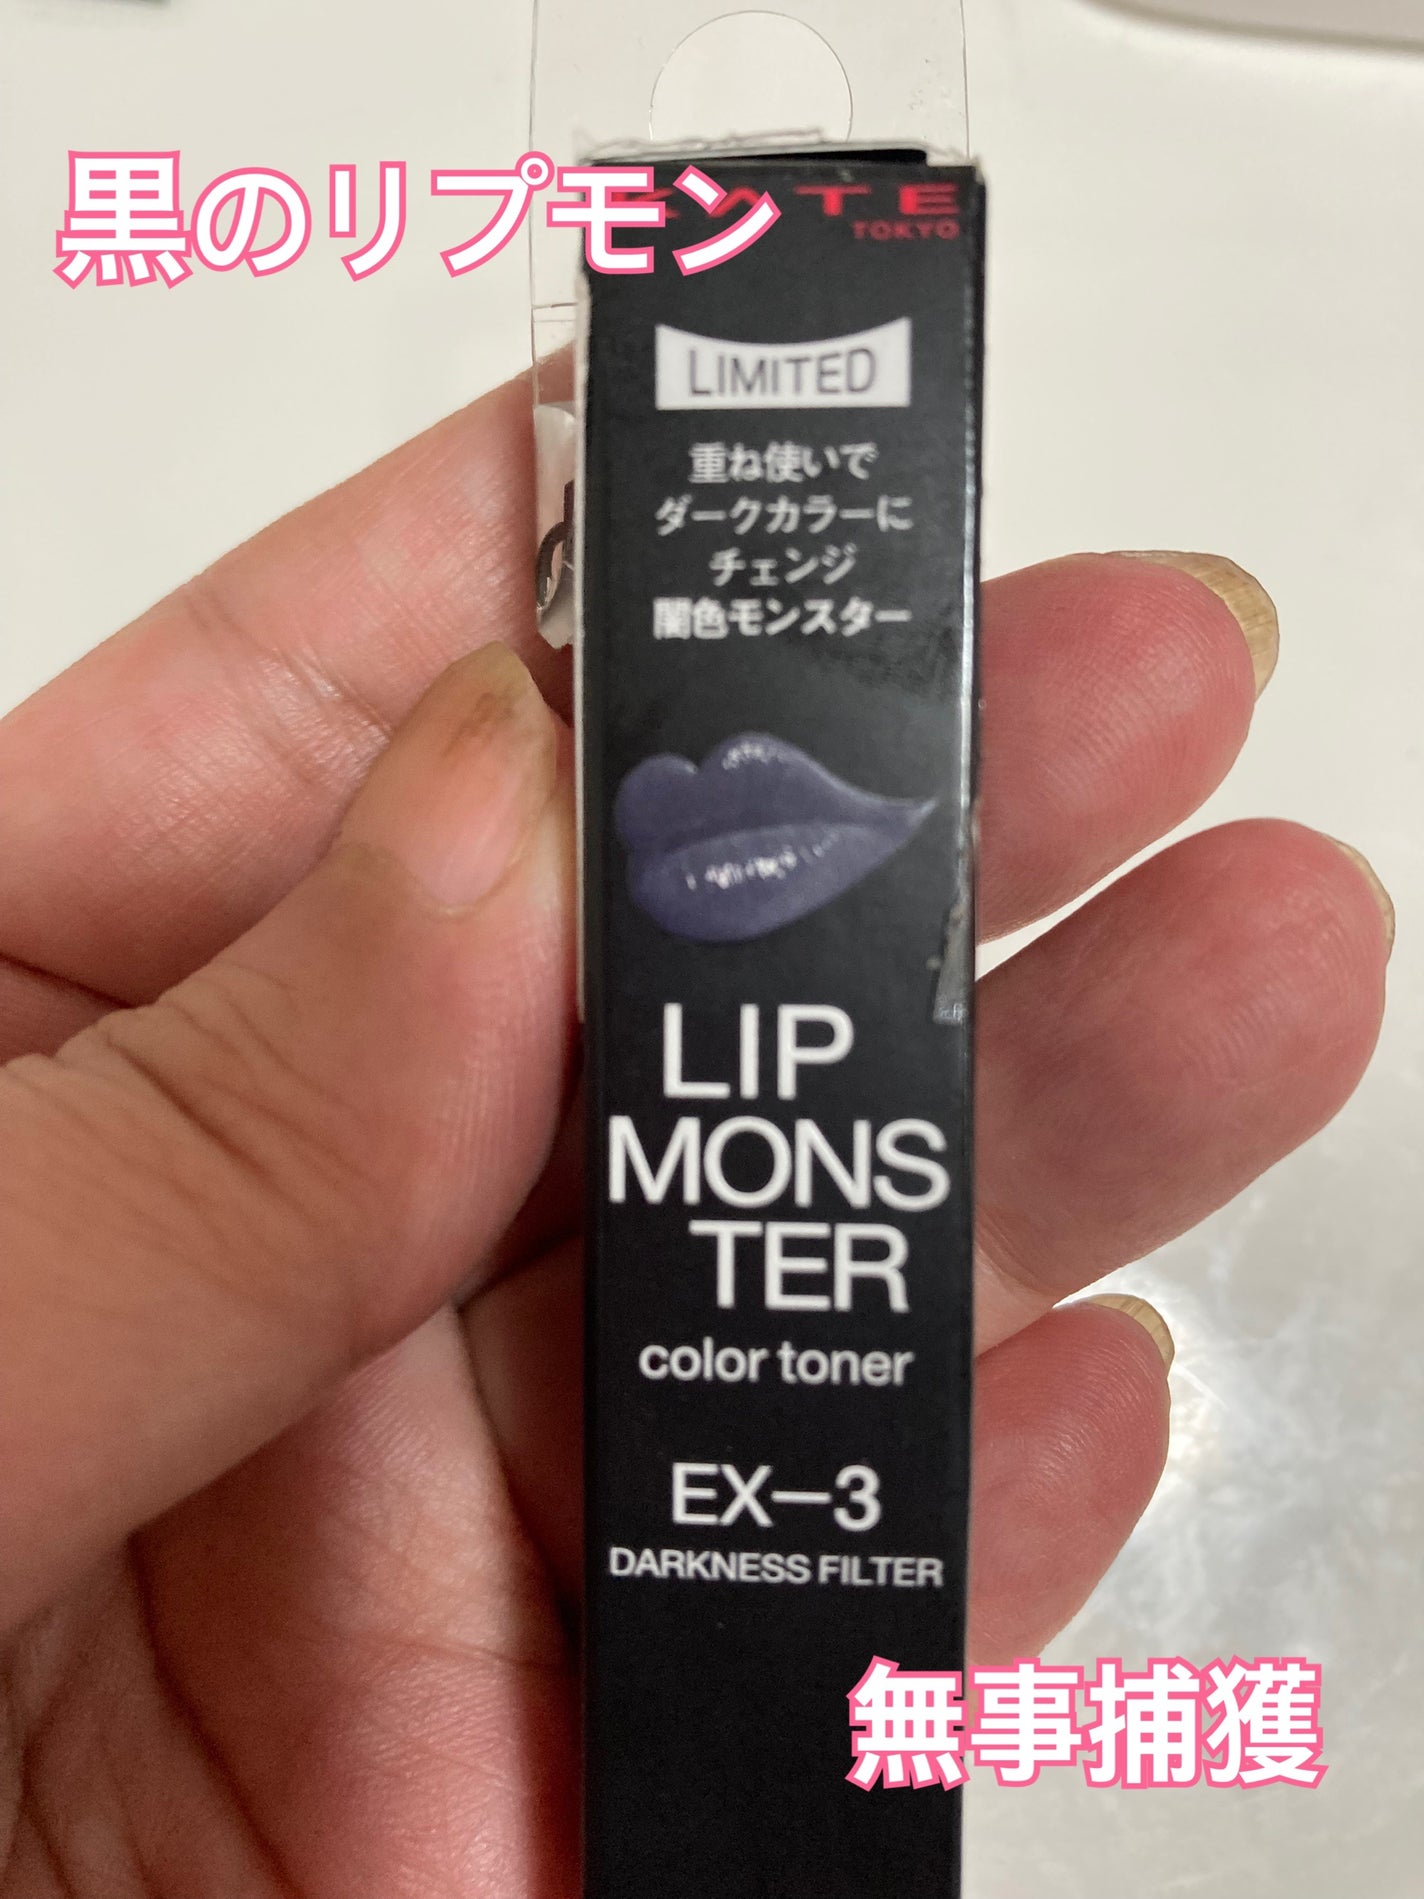 黒のリプモン
KATE
TOKYO
LIMITED
重ね使いで
ダークカラーに
チェンジ
闇色モンスター
LIP
MONS
TER
color toner
EX-3
DARKNESS FILTER
無事捕獲